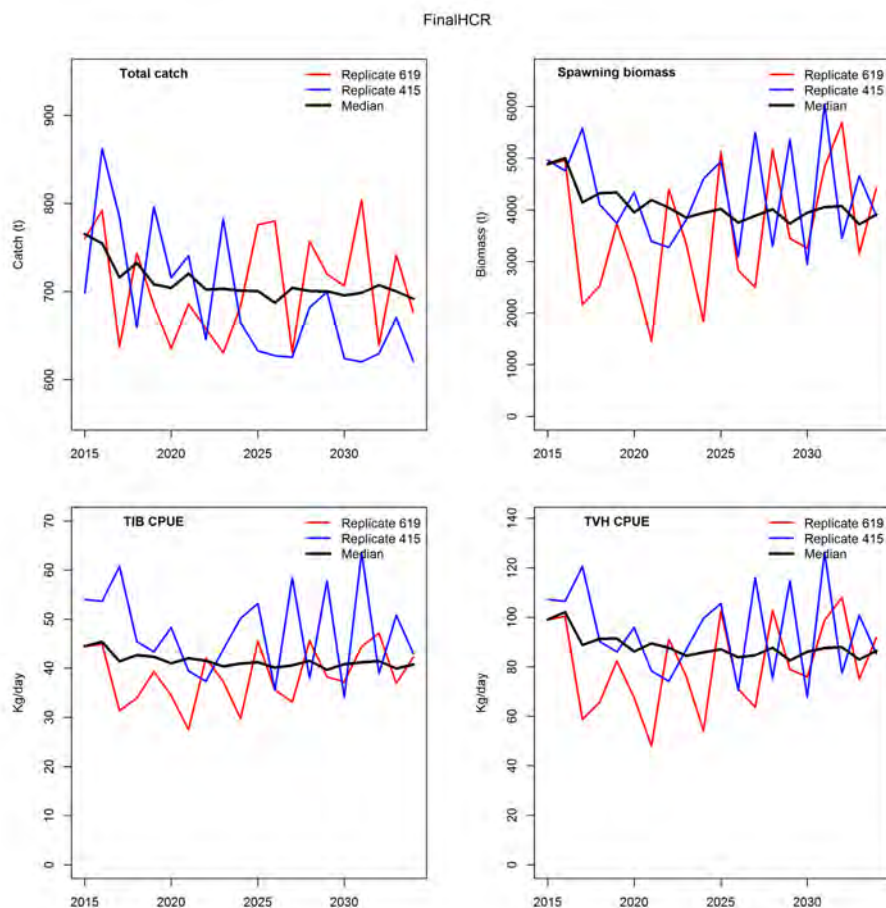 FinalHCR
Total catch
Replicate 619
Replicate 415
Median
Catch (t)
900
800
700
600
2015 2020 2025 2030
Spawning biomass
Replicate 619
Replicate 415
Median
Biomass (t)
6000
5000
4000
3000
2000
1000
0
2015 2020 2025 2030
TIB CPUE
Replicate 619
Replicate 415
Median
Kg/day
70
60
50
40
30
20
10
0
2015 2020 2025 2030
TVH CPUE
Replicate 619
Replicate 415
Median
Kg/day
140
120
100
80
60
40
20
0
2015 2020 2025 2030